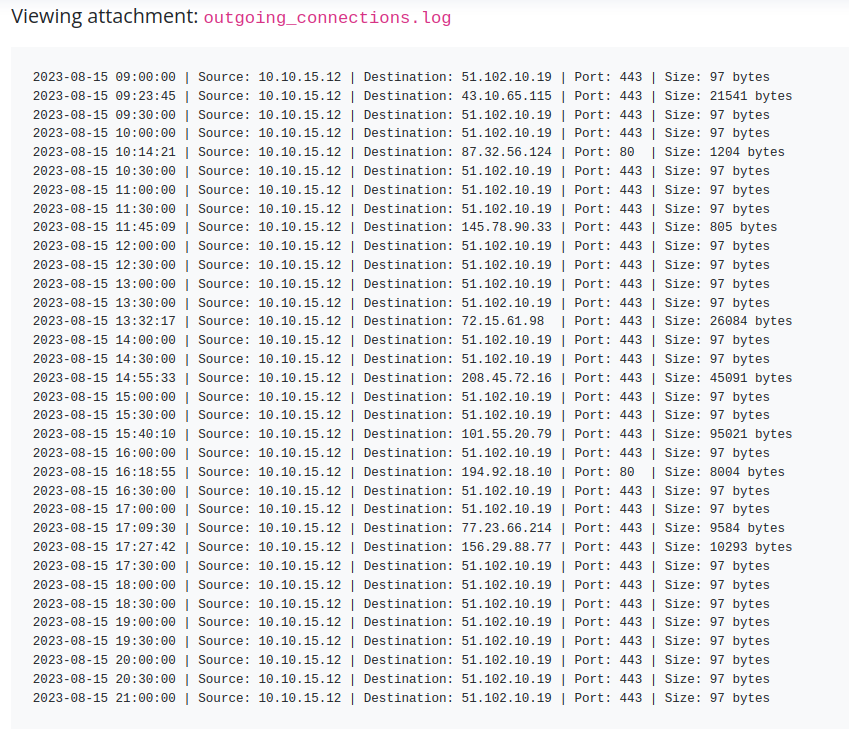 Viewing attachment: outgoing_connections.log
2023-08-15 09:00:00 | Source: 10.10.15.12 | Destination: 51.102.10.19 | Port: 443 | Size: 97 bytes
2023-08-15 09:23:45 | Source: 10.10.15.12 | Destination: 43.10.65.115 | Port: 443 | Size: 21541 bytes
2023-08-15 09:30:00 | Source: 10.10.15.12 | Destination: 51.102.10.19 | Port: 443 | Size: 97 bytes
2023-08-15 10:00:00 | Source: 10.10.15.12 | Destination: 51.102.10.19 | Port: 443 | Size: 97 bytes
2023-08-15 10:14:21 | Source: 10.10.15.12 | Destination: 87.32.56.124 | Port: 80  | Size: 1204 bytes
2023-08-15 10:30:00 | Source: 10.10.15.12 | Destination: 51.102.10.19 | Port: 443 | Size: 97 bytes
2023-08-15 11:00:00 | Source: 10.10.15.12 | Destination: 51.102.10.19 | Port: 443 | Size: 97 bytes
2023-08-15 11:30:00 | Source: 10.10.15.12 | Destination: 51.102.10.19 | Port: 443 | Size: 97 bytes
2023-08-15 11:45:09 | Source: 10.10.15.12 | Destination: 145.78.90.33 | Port: 443 | Size: 805 bytes
2023-08-15 12:00:00 | Source: 10.10.15.12 | Destination: 51.102.10.19 | Port: 443 | Size: 97 bytes
2023-08-15 12:30:00 | Source: 10.10.15.12 | Destination: 51.102.10.19 | Port: 443 | Size: 97 bytes
2023-08-15 13:00:00 | Source: 10.10.15.12 | Destination: 51.102.10.19 | Port: 443 | Size: 97 bytes
2023-08-15 13:30:00 | Source: 10.10.15.12 | Destination: 51.102.10.19 | Port: 443 | Size: 97 bytes
2023-08-15 13:32:17 | Source: 10.10.15.12 | Destination: 72.15.61.98  | Port: 443 | Size: 26084 bytes
2023-08-15 14:00:00 | Source: 10.10.15.12 | Destination: 51.102.10.19 | Port: 443 | Size: 97 bytes
2023-08-15 14:30:00 | Source: 10.10.15.12 | Destination: 51.102.10.19 | Port: 443 | Size: 97 bytes
2023-08-15 14:55:33 | Source: 10.10.15.12 | Destination: 208.45.72.16 | Port: 443 | Size: 45091 bytes
2023-08-15 15:00:00 | Source: 10.10.15.12 | Destination: 51.102.10.19 | Port: 443 | Size: 97 bytes
2023-08-15 15:30:00 | Source: 10.10.15.12 | Destination: 51.102.10.19 | Port: 443 | Size: 97 bytes
2023-08-15 15:40:10 | Source: 10.10.15.12 | Destination: 101.55.20.79 | Port: 443 | Size: 95021 bytes
2023-08-15 16:00:00 | Source: 10.10.15.12 | Destination: 51.102.10.19 | Port: 443 | Size: 97 bytes
2023-08-15 16:18:55 | Source: 10.10.15.12 | Destination: 194.92.18.10 | Port: 80  | Size: 8004 bytes
2023-08-15 16:30:00 | Source: 10.10.15.12 | Destination: 51.102.10.19 | Port: 443 | Size: 97 bytes
2023-08-15 17:00:00 | Source: 10.10.15.12 | Destination: 51.102.10.19 | Port: 443 | Size: 97 bytes
2023-08-15 17:09:30 | Source: 10.10.15.12 | Destination: 77.23.66.214 | Port: 443 | Size: 9584 bytes
2023-08-15 17:27:42 | Source: 10.10.15.12 | Destination: 156.29.88.77 | Port: 443 | Size: 10293 bytes
2023-08-15 17:30:00 | Source: 10.10.15.12 | Destination: 51.102.10.19 | Port: 443 | Size: 97 bytes
2023-08-15 18:00:00 | Source: 10.10.15.12 | Destination: 51.102.10.19 | Port: 443 | Size: 97 bytes
2023-08-15 18:30:00 | Source: 10.10.15.12 | Destination: 51.102.10.19 | Port: 443 | Size: 97 bytes
2023-08-15 19:00:00 | Source: 10.10.15.12 | Destination: 51.102.10.19 | Port: 443 | Size: 97 bytes
2023-08-15 19:30:00 | Source: 10.10.15.12 | Destination: 51.102.10.19 | Port: 443 | Size: 97 bytes
2023-08-15 20:00:00 | Source: 10.10.15.12 | Destination: 51.102.10.19 | Port: 443 | Size: 97 bytes
2023-08-15 20:30:00 | Source: 10.10.15.12 | Destination: 51.102.10.19 | Port: 443 | Size: 97 bytes
2023-08-15 21:00:00 | Source: 10.10.15.12 | Destination: 51.102.10.19 | Port: 443 | Size: 97 bytes